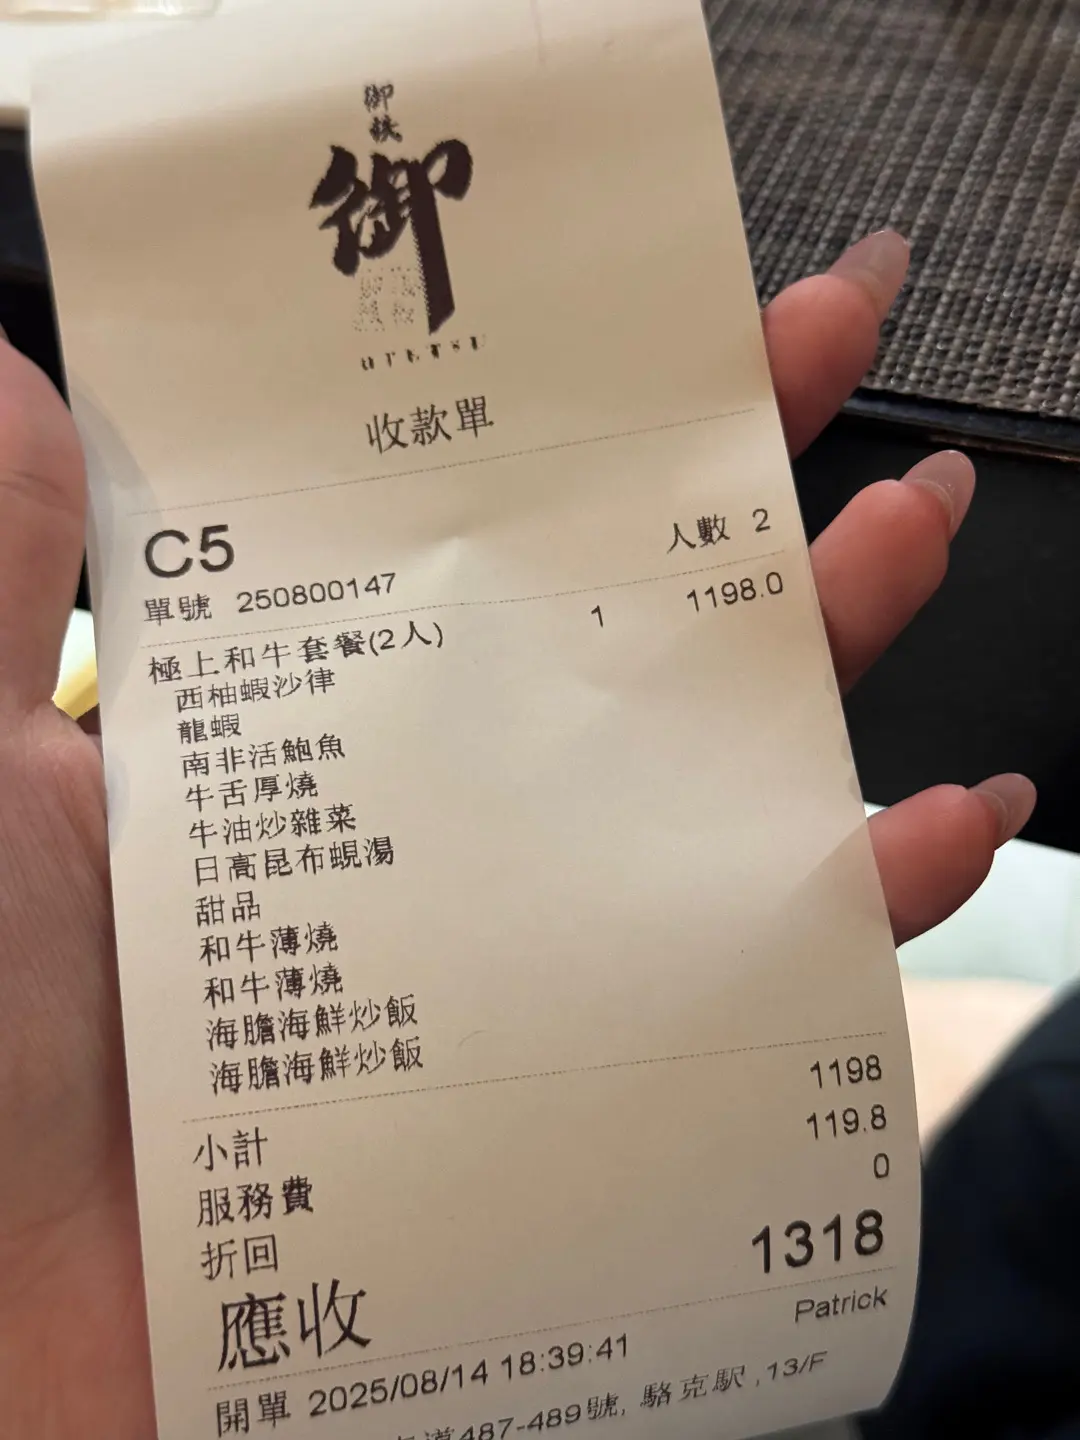 御鉄
御
收款單
C5 人數 2
單號 250800147
極上和牛套餐(2人) 1 1198.0
西柚蝦沙律
龍蝦
南非活鮑魚
牛舌厚燒
牛油炒雜菜
日高昆布蜆湯
甜品
和牛薄燒
和牛薄燒
海膽海鮮炒飯
海膽海鮮炒飯
小計 1198
服務費 119.8
折回 0
應收 1318
Patrick
開單 2025/08/14 18:39:41
道487-489號, 駱克駅 ,13/F